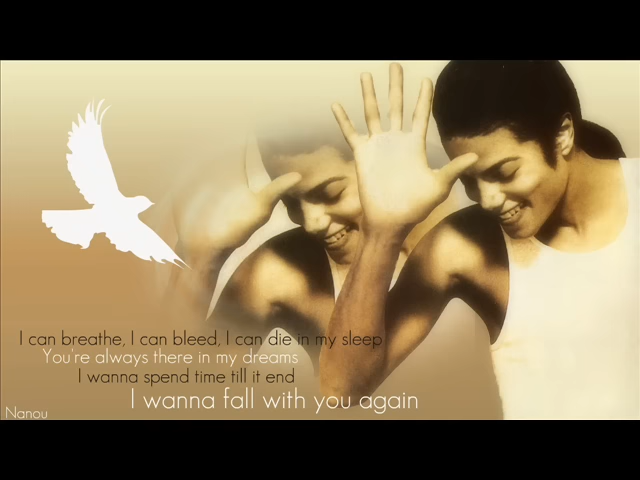 I can breathe, I can bleed, I can die in my sleep
You're always there in my dreams
I wanna spend time till it end
I wanna fall with you again
Nanou